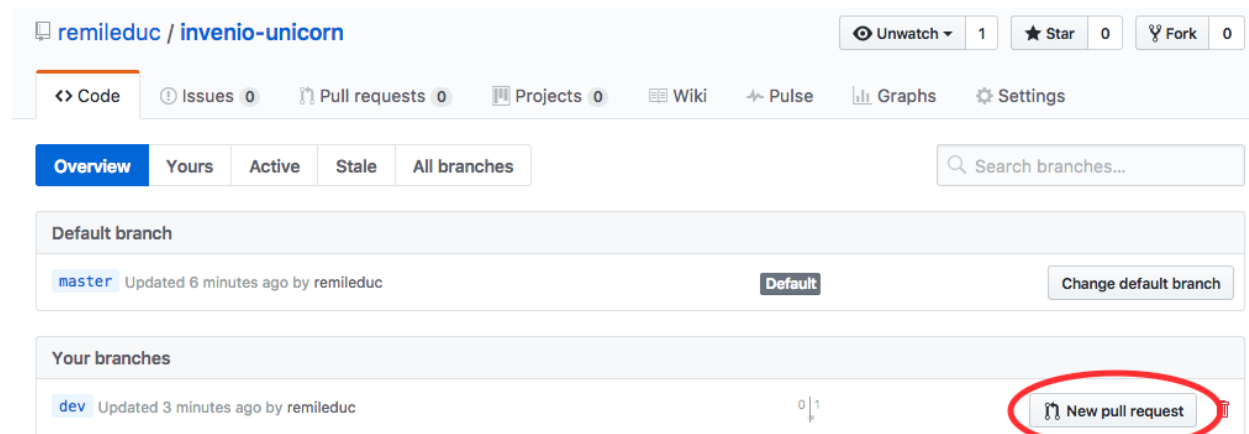 remileduc / invenio-unicorn Unwatch 1 Star 0 Fork 0
Code Issues 0 Pull requests 0 Projects 0 Wiki Pulse Graphs Settings
Overview Yours Active Stale All branches Search branches...
Default branch
master Updated 6 minutes ago by remileduc Default Change default branch
Your branches
dev Updated 3 minutes ago by remileduc 0 1 New pull request